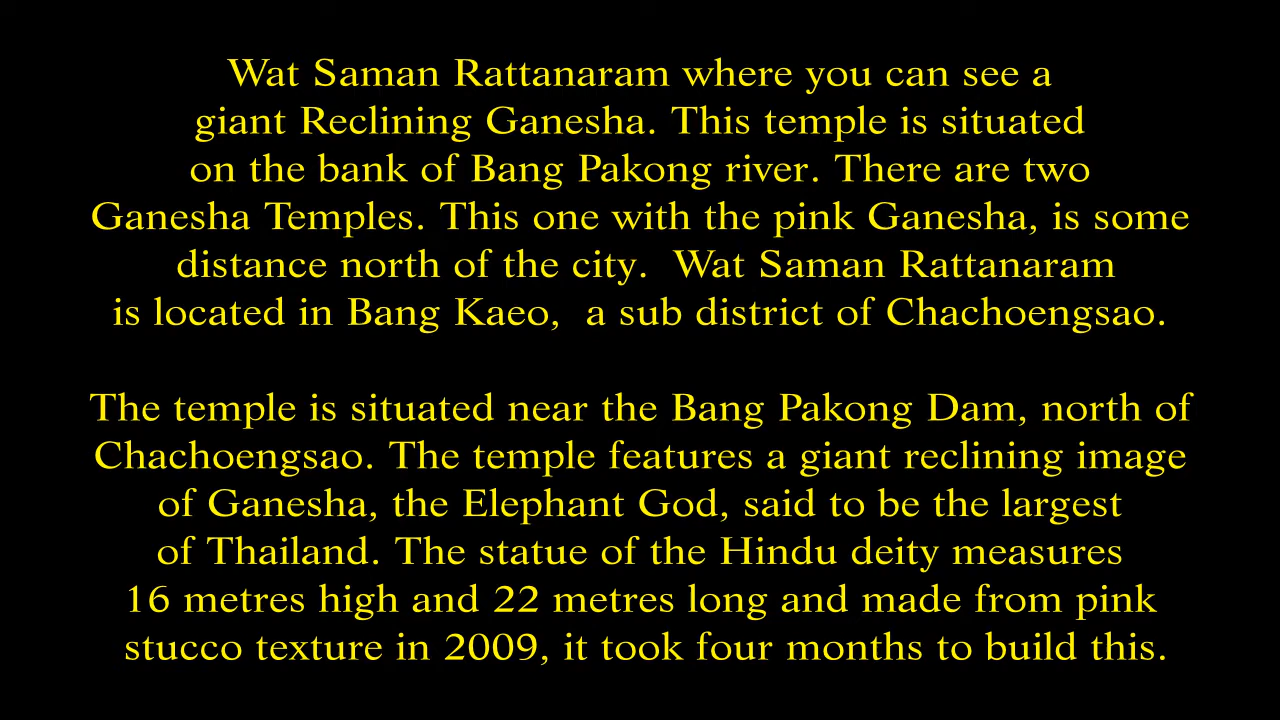 Wat Saman Rattanaram where you can see a
giant Reclining Ganesha. This temple is situated
on the bank of Bang Pakong river. There are two
Ganesha Temples. This one with the pink Ganesha, is some
distance north of the city.  Wat Saman Rattanaram
is located in Bang Kaeo,  a sub district of Chachoengsao.

The temple is situated near the Bang Pakong Dam, north of
Chachoengsao. The temple features a giant reclining image
of Ganesha, the Elephant God, said to be the largest
of Thailand. The statue of the Hindu deity measures
16 metres high and 22 metres long and made from pink
stucco texture in 2009, it took four months to build this.